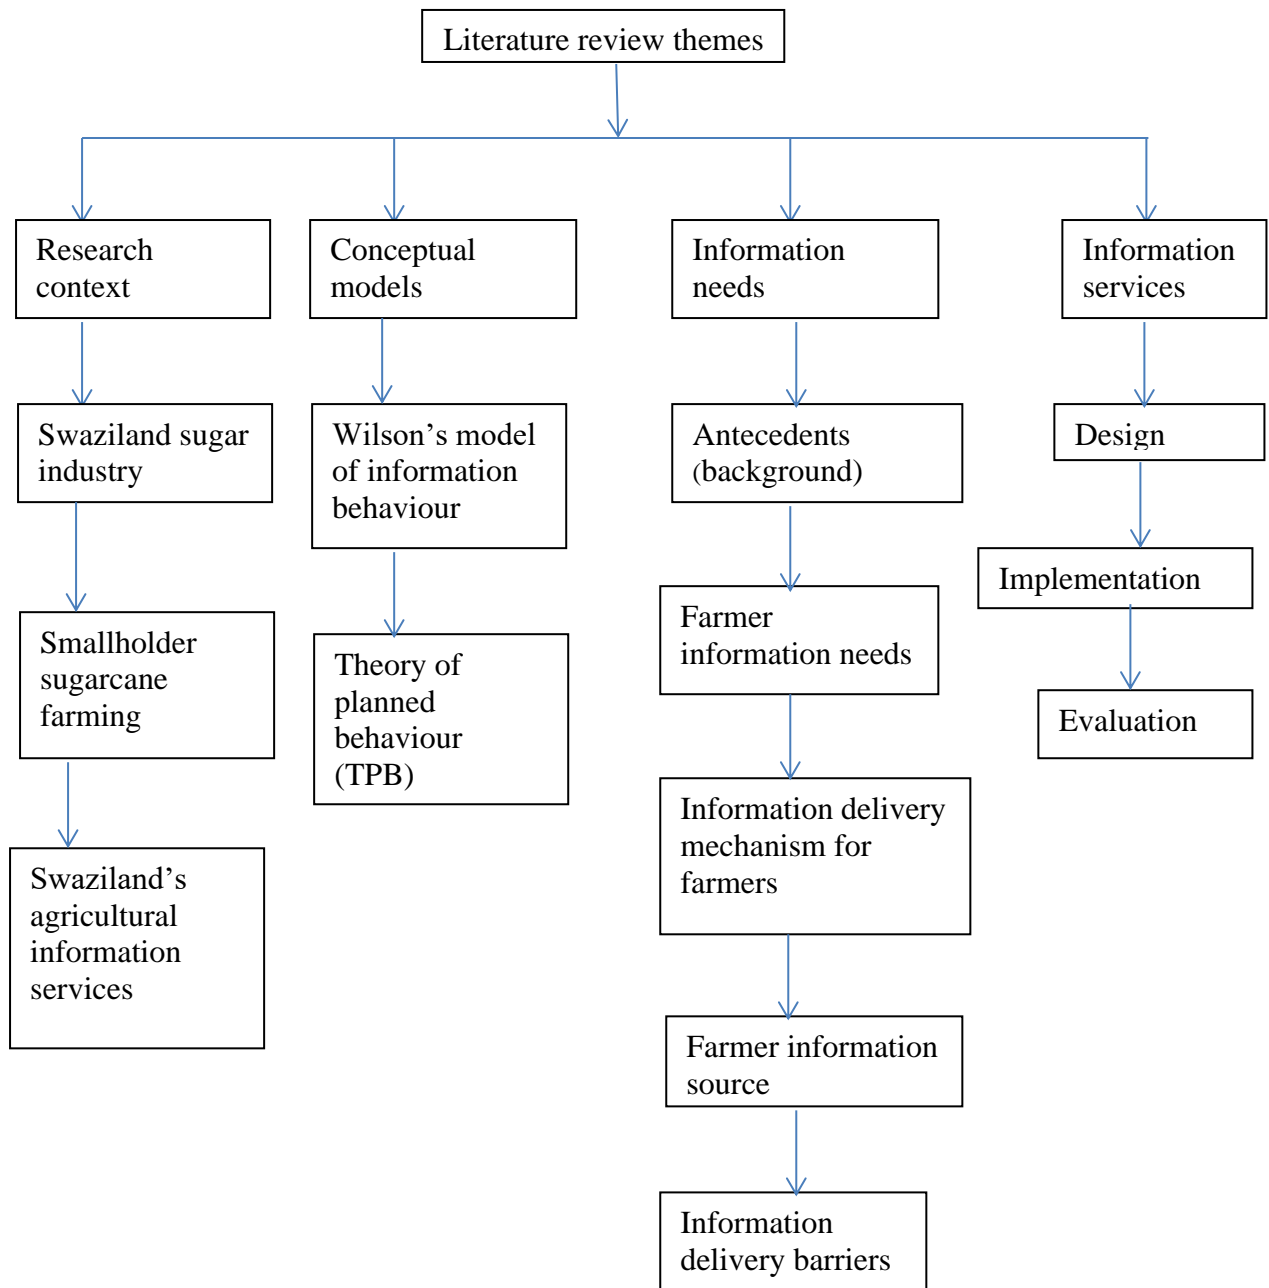 Literature review themes
Research
context
Conceptual
models
Information
needs
Information
services
Swaziland sugar
industry
Wilson’s model
of information
behaviour
Antecedents
(background)
Design
Implementation
Farmer
information needs
Smallholder
sugarcane
farming
Theory of
planned
behaviour
(TPB)
Evaluation
Information delivery
mechanism for
farmers
Swaziland’s
agricultural
information
services
Farmer information
source
Information
delivery barriers